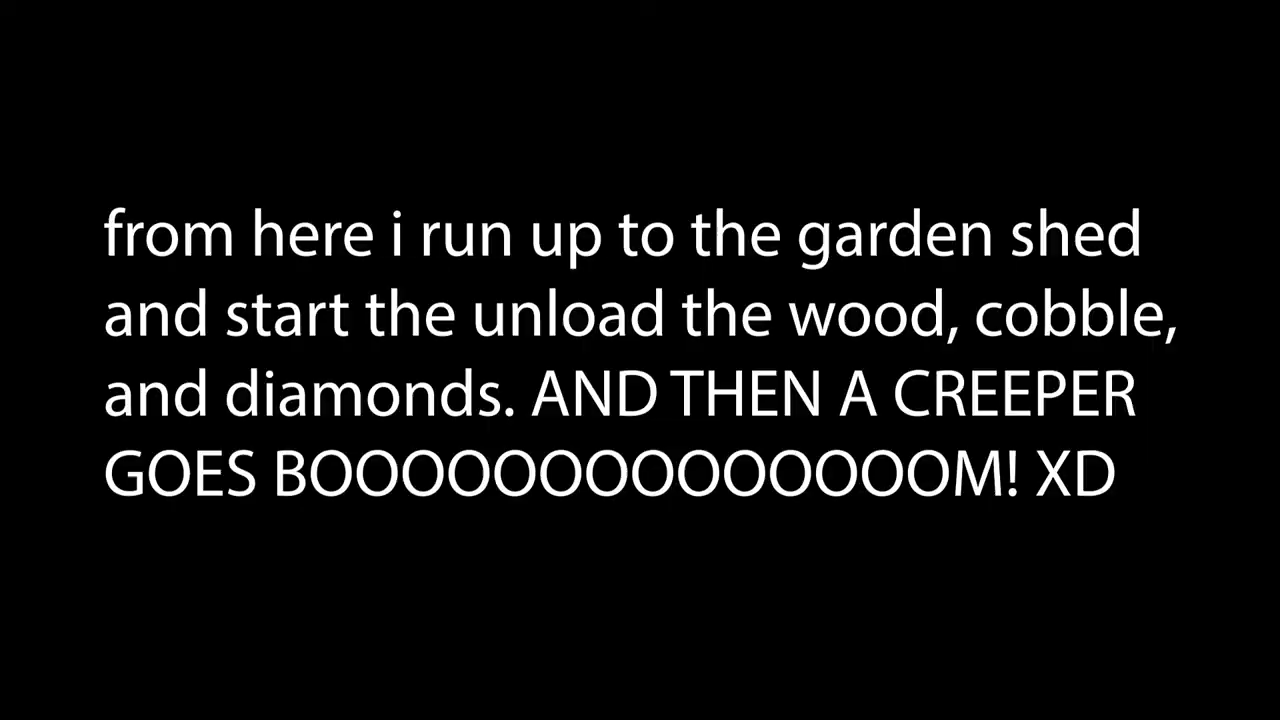 from here i run up to the garden shed
and start the unload the wood, cobble,
and diamonds. AND THEN A CREEPER
GOES BOOOOOOOOOOOOOOOM! XD